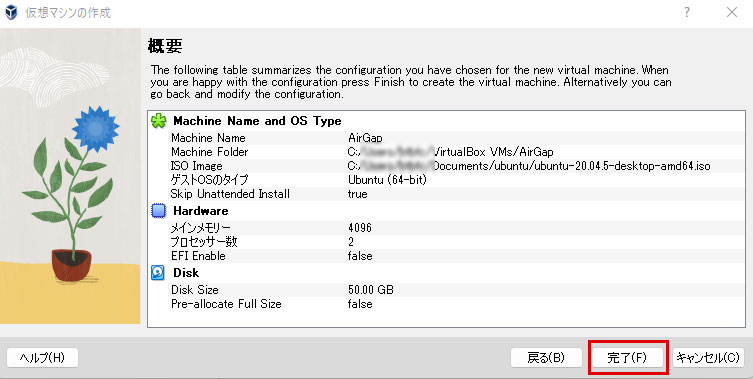 仮想マシンの作成
?
概要
The following table summarizes the configuration you have chosen for the new virtual machine. When
you are happy with the configuration press Finish to create the virtual machine. Alternatively you can
go back and modify the configuration.
Machine Name and OS Type
Machine Name AirGap
Machine Folder C:/ VirtualBox VMs/AirGap
ISO Image C:/ Documents/ubuntu/ubuntu-20.04.5-desktop-amd64.iso
ゲストOSのタイプ Ubuntu (64-bit)
Skip Unattended Install true
Hardware
メインメモリー 4096
プロセッサー数 2
EFI Enable false
Disk
Disk Size 50.00 GB
Pre-allocate Full Size false
ヘルプ(H) 戻る(B) 完了(F) キャンセル(C)